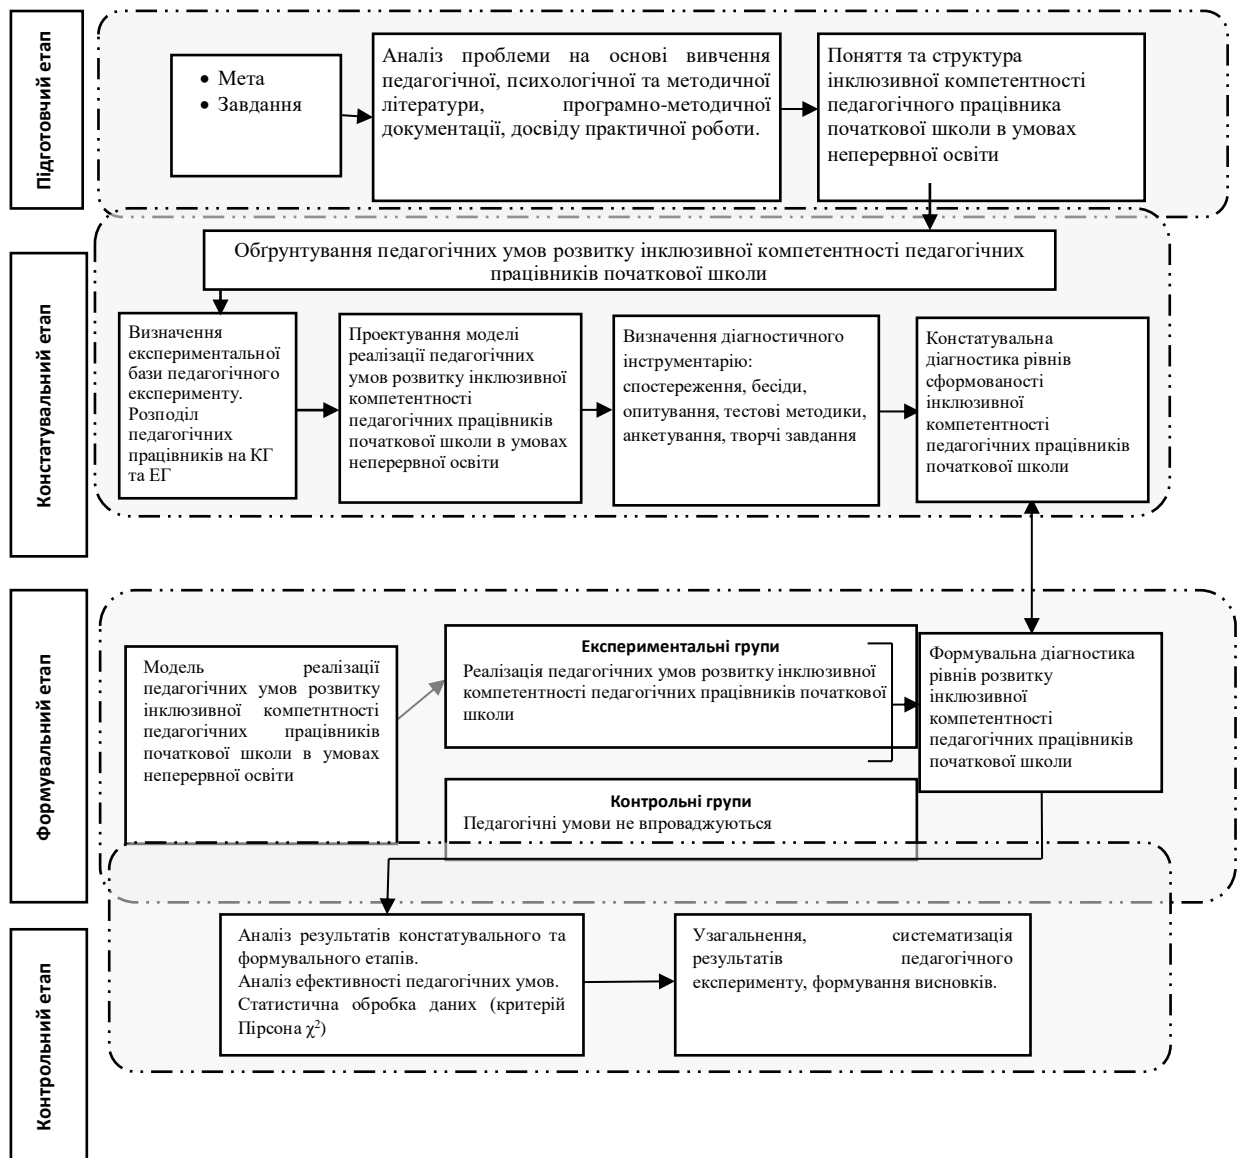 Підготовчий етап
• Мета
• Завдання
Аналіз проблеми на основі вивчення
педагогічної, психологічної та методичної
літератури, програмно-методичної
документації, досвіду практичної роботи.
Поняття та структура
інклюзивної компетентності
педагогічного працівника
початкової школи в умовах
неперервної освіти
Констатувальний етап
Обґрунтування педагогічних умов розвитку інклюзивної компетентності педагогічних
працівників початкової школи
Визначення
експериментальної
бази педагогічного
експерименту.
Розподіл
педагогічних
працівників на КГ
та ЕГ
Проектування моделі
реалізації педагогічних
умов розвитку інклюзивної
компетентності
педагогічних працівників
початкової школи в умовах
неперервної освіти
Визначення діагностичного
інструментарію:
спостереження, бесіди,
опитування, тестові методики,
анкетування, творчі завдання
Констатувальна
діагностика рівнів
сформованості
інклюзивної
компетентності
педагогічних працівників
початкової школи
Формувальний етап
Модель реалізації
педагогічних умов розвитку
інклюзивної компетнтності
педагогічних працівників
початкової школи в умовах
неперервної освіти
Експериментальні групи
Реалізація педагогічних умов розвитку інклюзивної
компетентності педагогічних працівників початкової
школи
Контрольні групи
Педагогічні умови не впроваджуються
Формувальна діагностика
рівнів розвитку
інклюзивної
компетентності
педагогічних працівників
початкової школи
Контрольний етап
Аналіз результатів констатувального та
формувального етапів.
Аналіз ефективності педагогічних умов.
Статистична обробка даних (критерій
Пірсона χ²)
Узагальнення, систематизація
результатів педагогічного
експерименту, формування висновків.